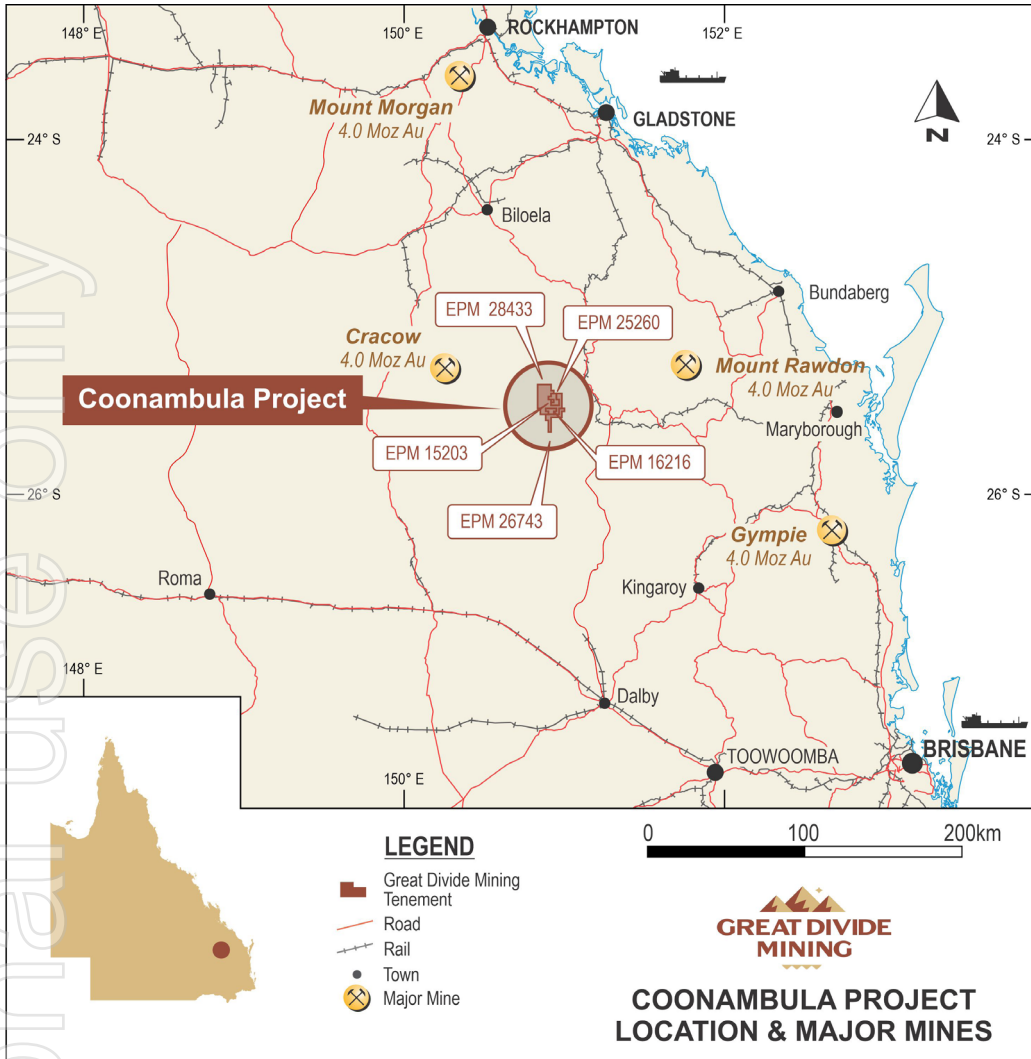 148° E
150° E
152° E
ROCKHAMPTON
Mount Morgan
4.0 Moz Au
GLADSTONE
N
24° S
24° S
Biloela
Bundaberg
EPM 28433
EPM 25260
Cracow
4.0 Moz Au
Mount Rawdon
4.0 Moz Au
Coonambula Project
Maryborough
EPM 15203
EPM 16216
26° S
26° S
EPM 26743
Gympie
4.0 Moz Au
Roma
Kingaroy
148° E
Dalby
BRISBANE
TOOWOOMBA
150° E
0 100 200km
LEGEND
Great Divide Mining
Tenement
Road
Rail
Town
Major Mine
GREAT DIVIDE
MINING
COONAMBULA PROJECT
LOCATION & MAJOR MINES
onal use only